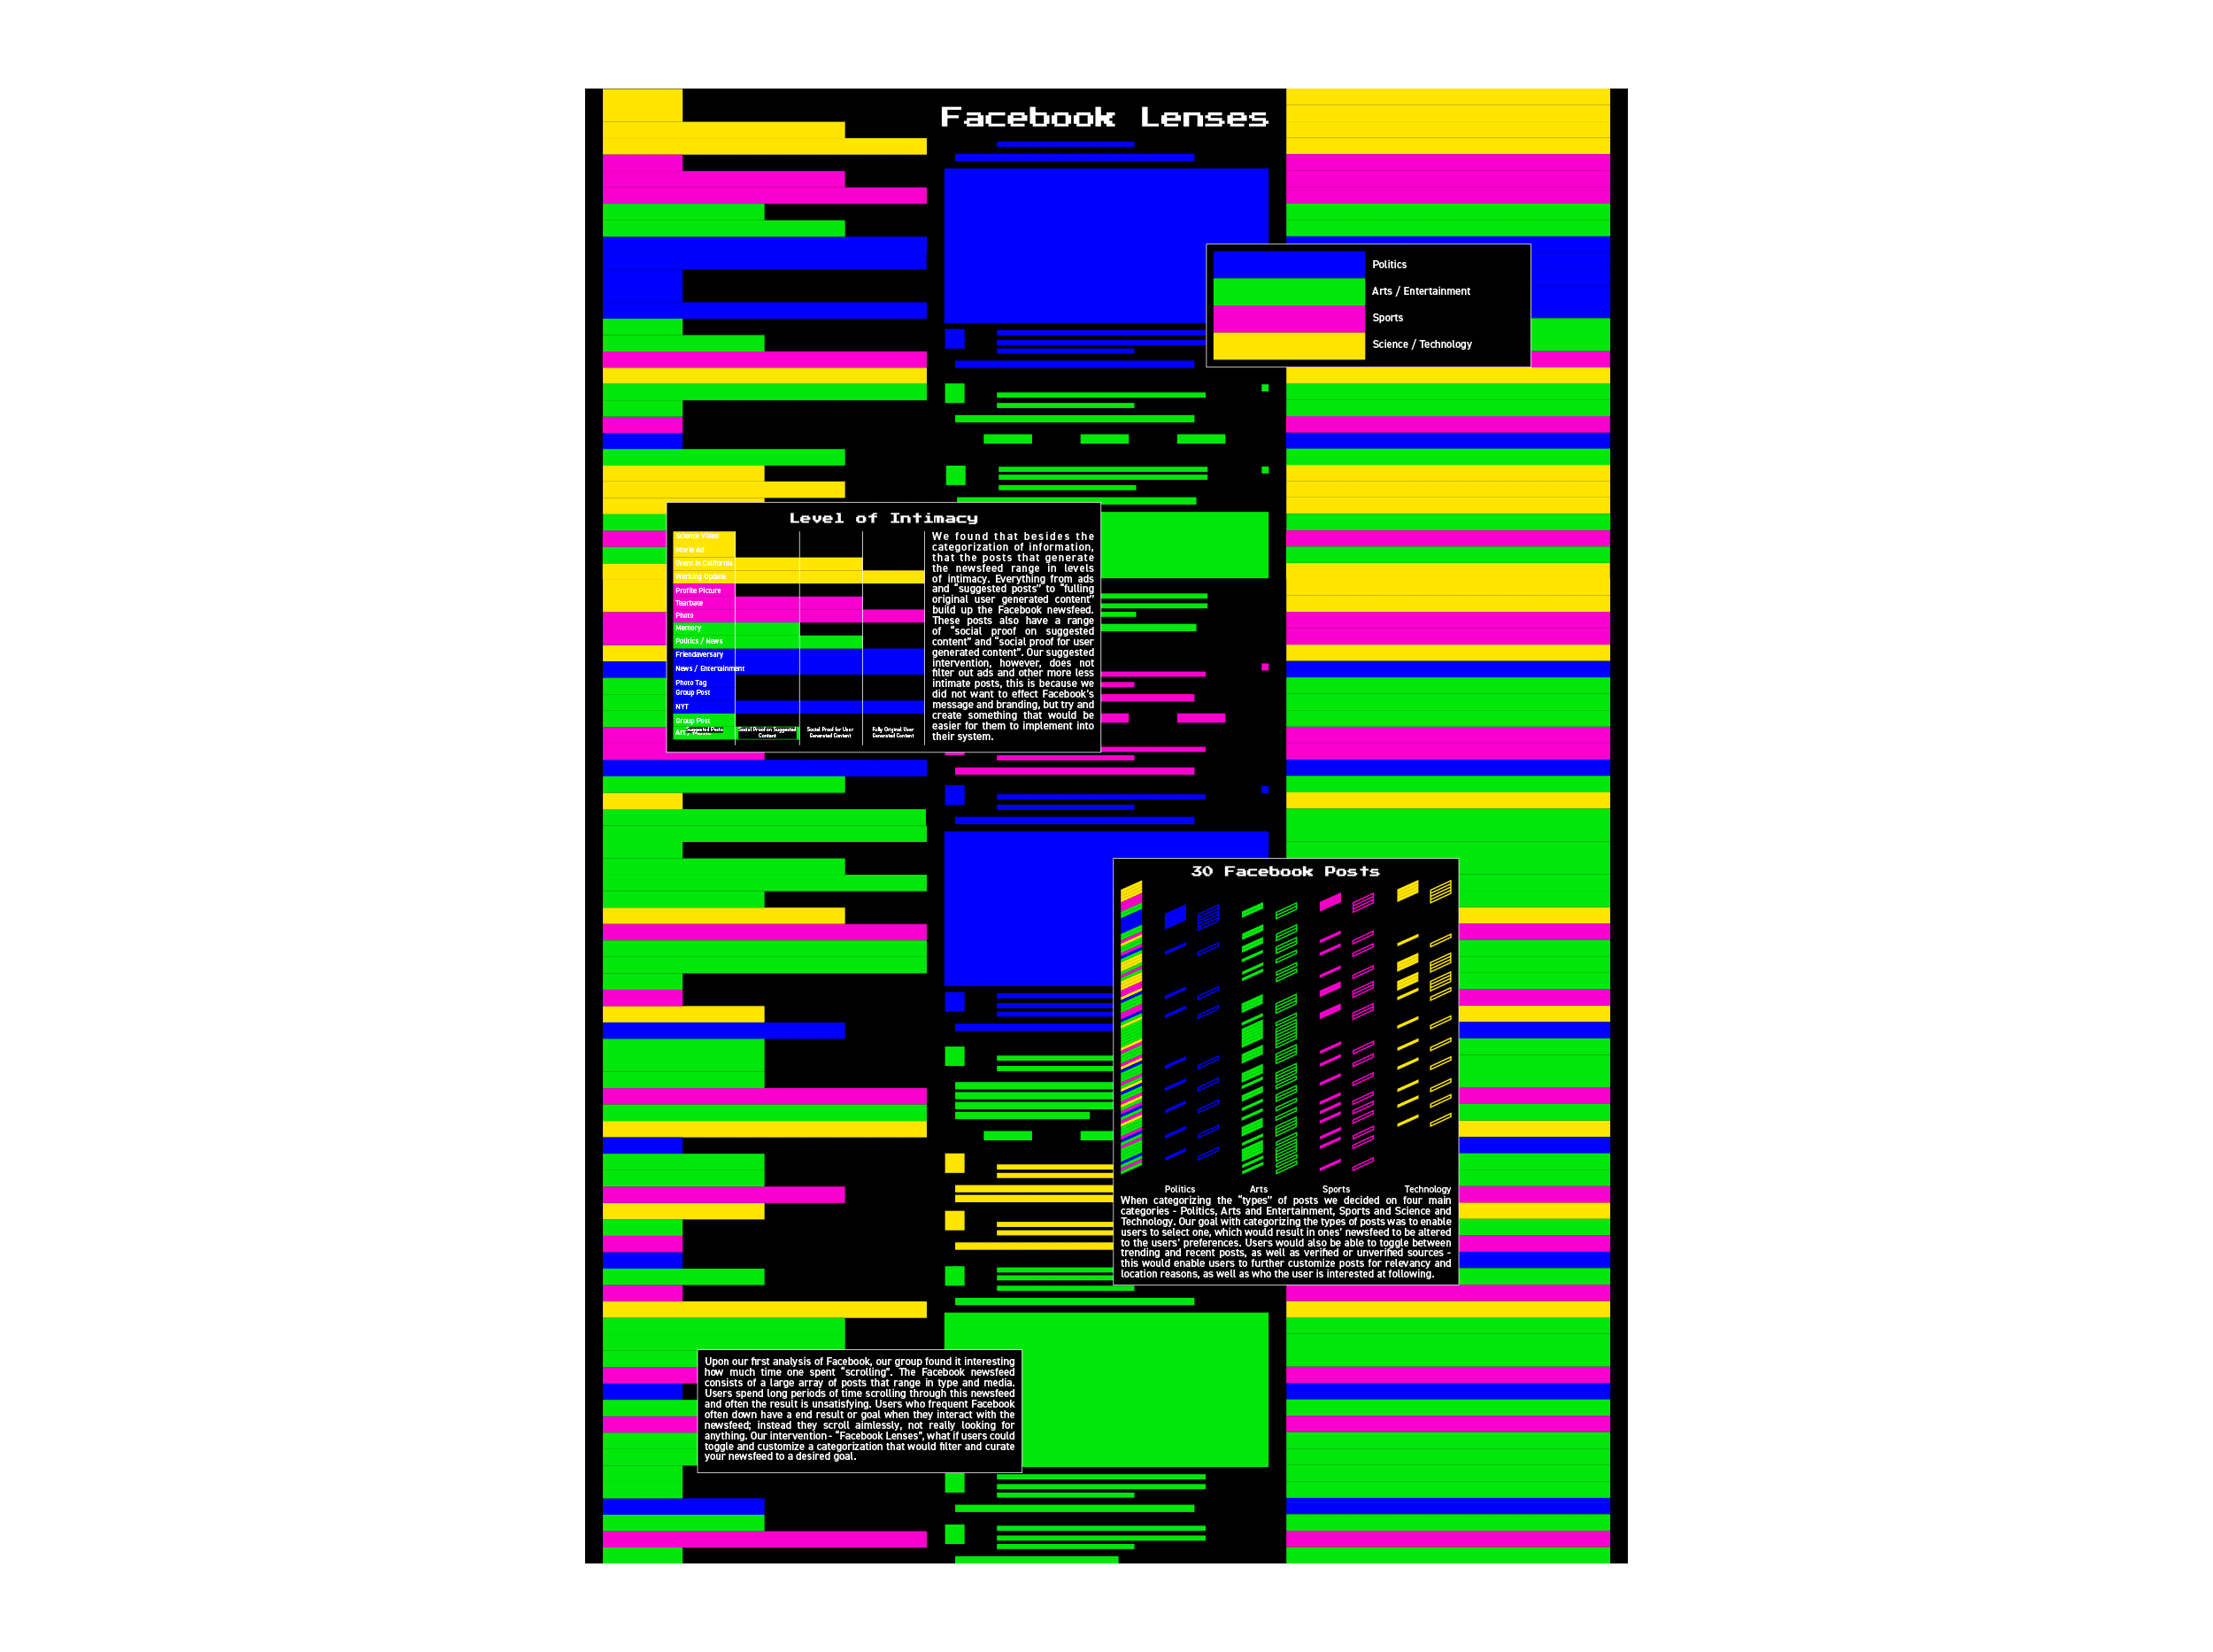 Facebook Lenses
Politics
Arts / Entertainment
Sports
Science / Technology
Level of Intimacy
Science Video
Movie Ad
Event in California
Working Update
Profile Picture
Tearbate
Photo
Memory
Politics / News
Friendaversary
News / Entertainment
Photo Tag
Group Post
NYT
Group Post
Art / Music
Suggested Posts
Social Proof on Suggested
Content
Social Proof for User
Generated Content
Fully Original User
Generated Content
We found that besides the
categorization of information,
that the posts that generate
the newsfeed range in levels
of intimacy. Everything from ads
and “suggested posts” to “fulling
original user generated content”
build up the Facebook newsfeed.
These posts also have a range
of “social proof on suggested
content” and “social proof for user
generated content”. Our suggested
intervention, however, does not
filter out ads and other more less
intimate posts, this is because we
did not want to effect Facebook’s
message and branding, but try and
create something that would be
easier for them to implement into
their system.
30 Facebook Posts
Politics Arts Sports Technology
When categorizing the “types” of posts we decided on four main
categories - Politics, Arts and Entertainment, Sports and Science and
Technology. Our goal with categorizing the types of posts was to enable
users to select one, which would result in ones’ newsfeed to be altered
to the users’ preferences. Users would also be able to toggle between
trending and recent posts, as well as verified or unverified sources -
this would enable users to further customize posts for relevancy and
location reasons, as well as who the user is interested at following.
Upon our first analysis of Facebook, our group found it interesting
how much time one spent “scrolling”. The Facebook newsfeed
consists of a large array of posts that range in type and media.
Users spend long periods of time scrolling through this newsfeed
and often the result is unsatisfying. Users who frequent Facebook
often down have a end result or goal when they interact with the
newsfeed; instead they scroll aimlessly, not really looking for
anything. Our intervention - “Facebook Lenses”, what if users could
toggle and customize a categorization that would filter and curate
your newsfeed to a desired goal.